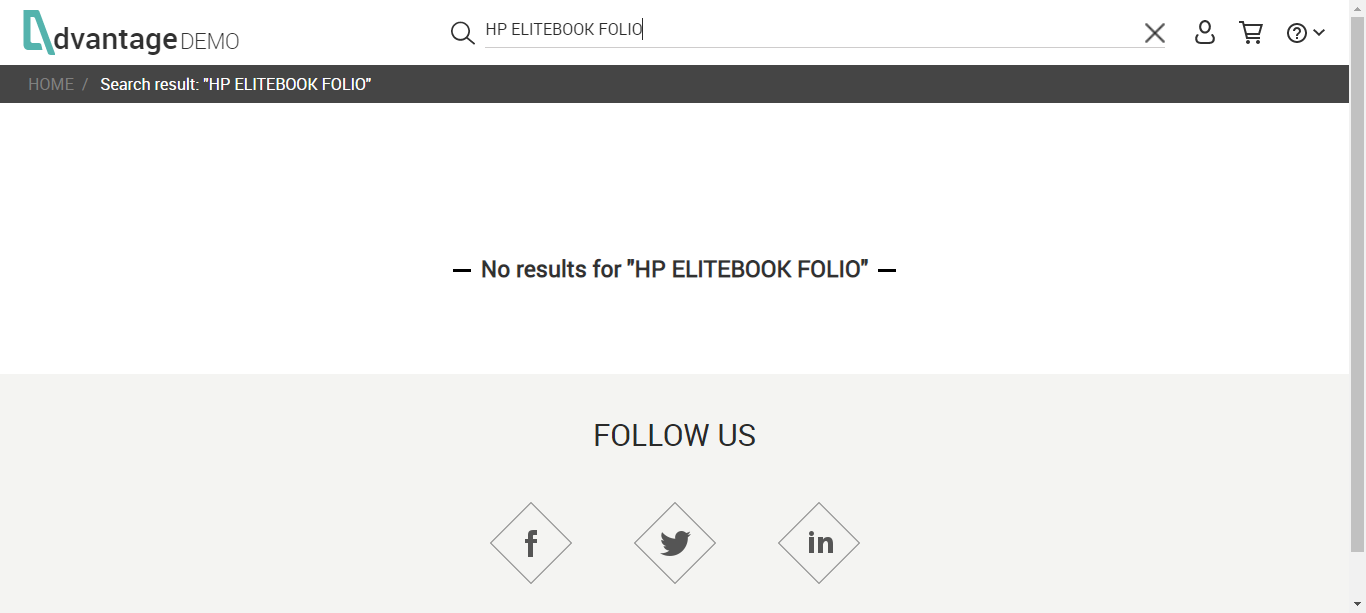 dvantage DEMO
HP ELITEBOOK FOLIO
HOME / Search result: "HP ELITEBOOK FOLIO"
No results for "HP ELITEBOOK FOLIO"
FOLLOW US
f
in